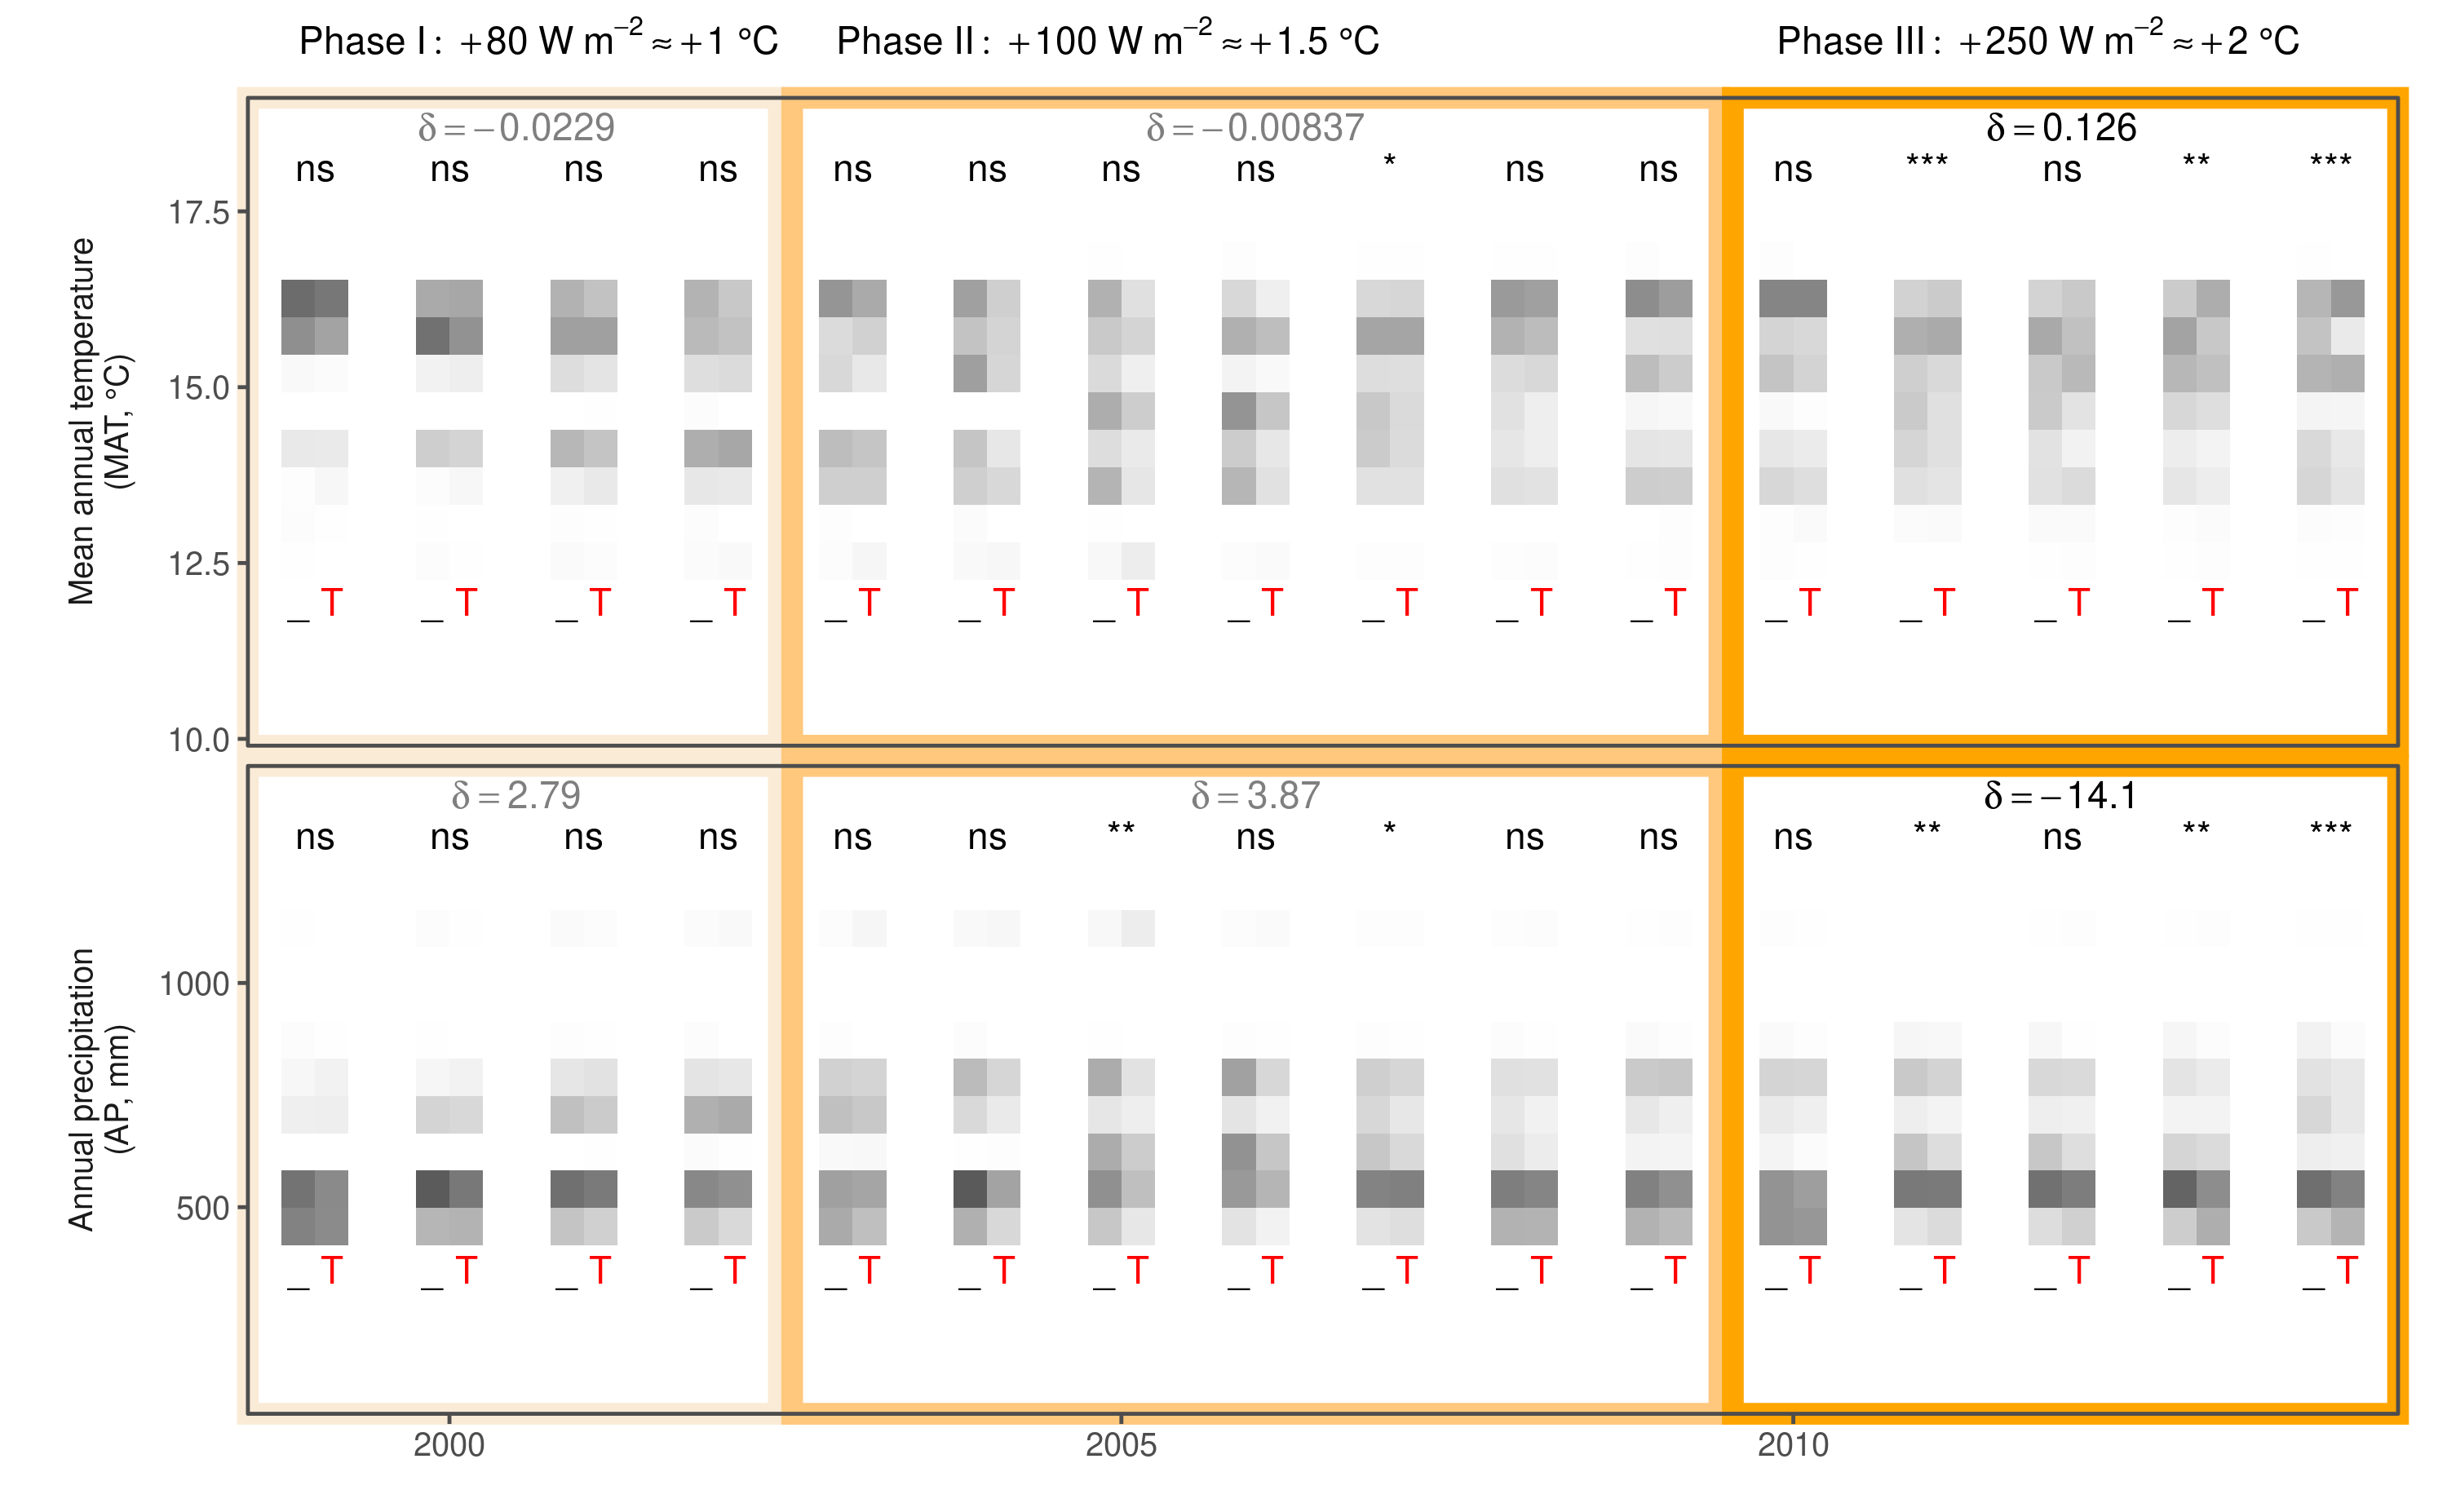 Phase I: +80 W m−2 ≈ +1 °C
Phase II: +100 W m−2 ≈ +1.5 °C
Phase III: +250 W m−2 ≈ +2 °C
δ = −0.0229
δ = −0.00837
δ = 0.126
ns ns ns ns ns ns ns ns * ns ns ns *** ns ** ***
Mean annual temperature
(MAT, °C)
17.5
15.0
12.5
10.0
_ T _ T _ T _ T _ T _ T _ T _ T _ T _ T _ T _ T _ T _ T _ T _ T
δ = 2.79
δ = 3.87
δ = −14.1
ns ns ns ns ns ns ** ns * ns ns ns ** ns ** ***
Annual precipitation
(AP, mm)
1000
500
_ T _ T _ T _ T _ T _ T _ T _ T _ T _ T _ T _ T _ T _ T _ T _ T
2000
2005
2010